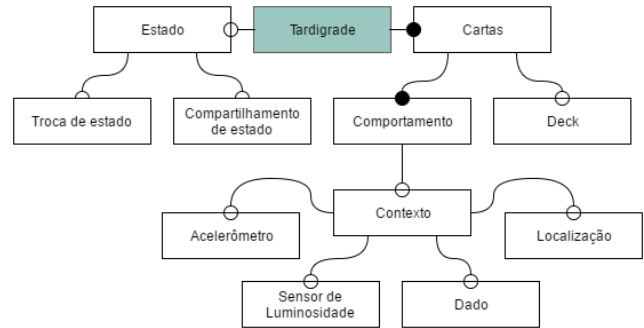 Estado
Tardigrade
Cartas
Troca de estado
Compartilhamento
de estado
Comportamento
Deck
Contexto
Acelerômetro
Localização
Sensor de
Luminosidade
Dado